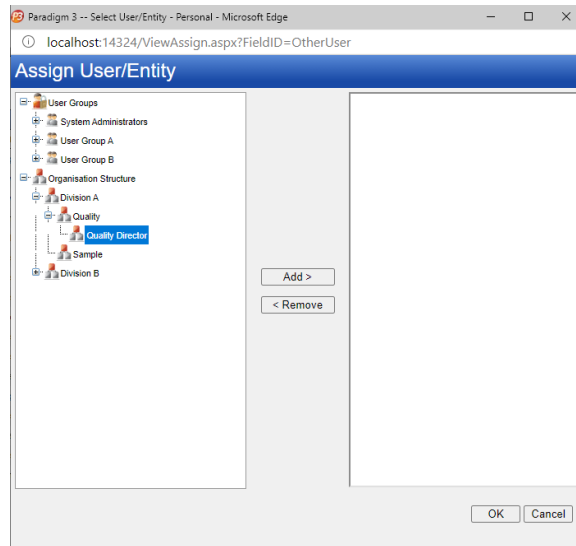 Paradigm 3 -- Select User/Entity - Personal - Microsoft Edge
localhost:14324/ViewAssign.aspx?FieldID=OtherUser
Assign User/Entity
User Groups
System Administrators
User Group A
User Group B
Organisation Structure
Division A
Quality
Quality Director
Sample
Division B
Add >
< Remove
OK Cancel